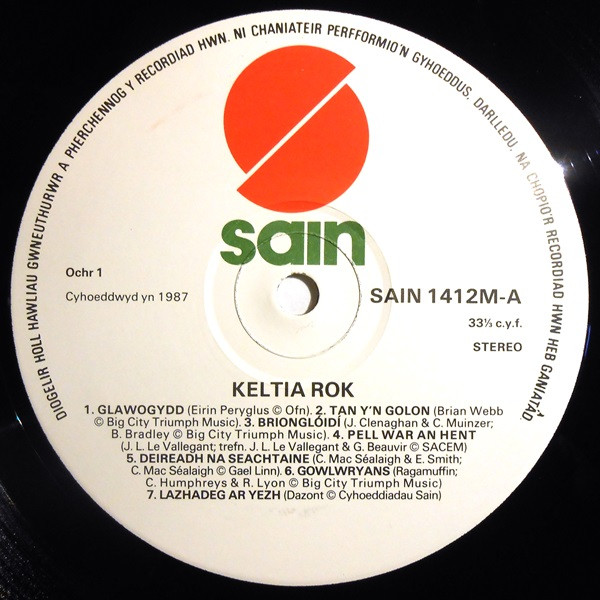 DIOGELIR HOLL HAWLIAU GWNEUTHURWR A PHERCHENNOG Y RECORDIAD HWN. NI CHANIATEIR PERFFORMIO'N GYHOEDDUS, DARLLEDU, NA CHOPIO'R RECORDIAD HWN HEB GANIATÂD
sain
Ochr 1
Cyhoeddwyd yn 1987
SAIN 1412M-A
33⅓ c.y.f.
STEREO
KELTIA ROK
1. GLAWOGYDD (Eirin Peryglus © Ofn). 2. TAN Y'N GOLON (Brian Webb
© Big City Triumph Music). 3. BRIONGLÓIDÍ (J. Clenaghan & C. Muinzer;
B. Bradley © Big City Triumph Music). 4. PELL WAR AN HENT
(J. L. Le Vallegant; trefn. J. L. Le Vallegant & G. Beauvir © SACEM)
5. DEIREADH NA SEACHTAINE (C. Mac Séalaigh & E. Smith;
C. Mac Séalaigh © Gael Linn). 6. GOWLWRYANS (Ragamuffin;
C. Humphreys & R. Lyon © Big City Triumph Music)
7. LAZHADEG AR YEZH (Dazont © Cyhoeddiadau Sain)